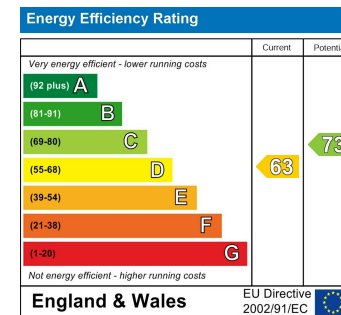 Energy Efficiency Rating
Current Potenti
Very energy efficient - lower running costs
(92 plus) A
(81-91) B
(69-80) C
73
(55-68) D
63
(39-54) E
(21-38) F
(1-20) G
Not energy efficient - higher running costs
England & Wales
EU Directive
2002/91/EC